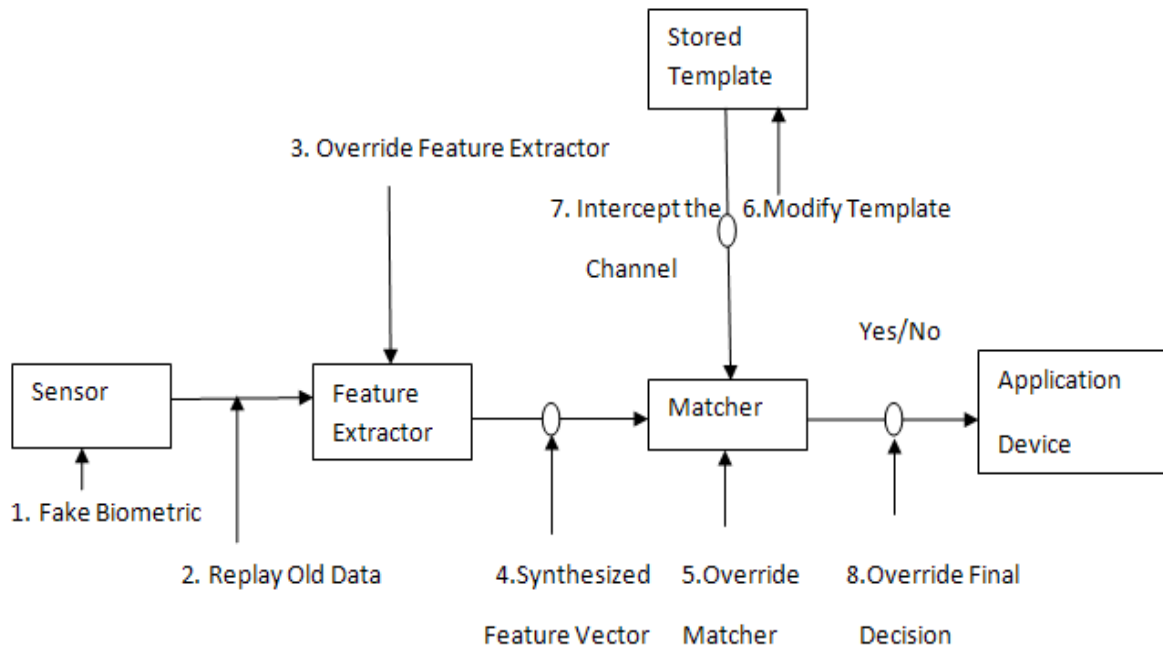 Stored
Template
3. Override Feature Extractor
7. Intercept the
6.Modify Template
Channel
Yes/No
Sensor
Feature
Extractor
Matcher
Application
Device
1. Fake Biometric
2. Replay Old Data
4.Synthesized
Feature Vector
5.Override
Matcher
8.Override Final
Decision